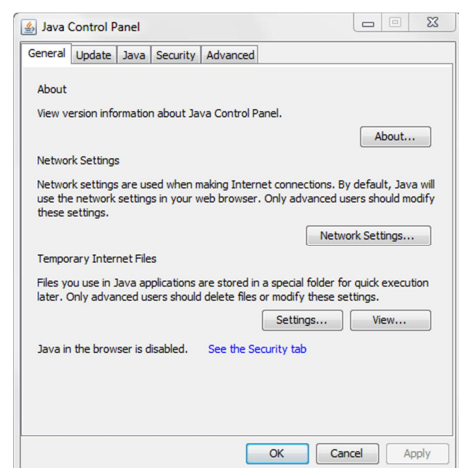 Java Control Panel
General Update Java Security Advanced
About
View version information about Java Control Panel.
About...
Network Settings
Network settings are used when making Internet connections. By default, Java will
use the network settings in your web browser. Only advanced users should modify
these settings.
Network Settings...
Temporary Internet Files
Files you use in Java applications are stored in a special folder for quick execution
later. Only advanced users should delete files or modify these settings.
Settings... View...
Java in the browser is disabled. See the Security tab
OK Cancel Apply